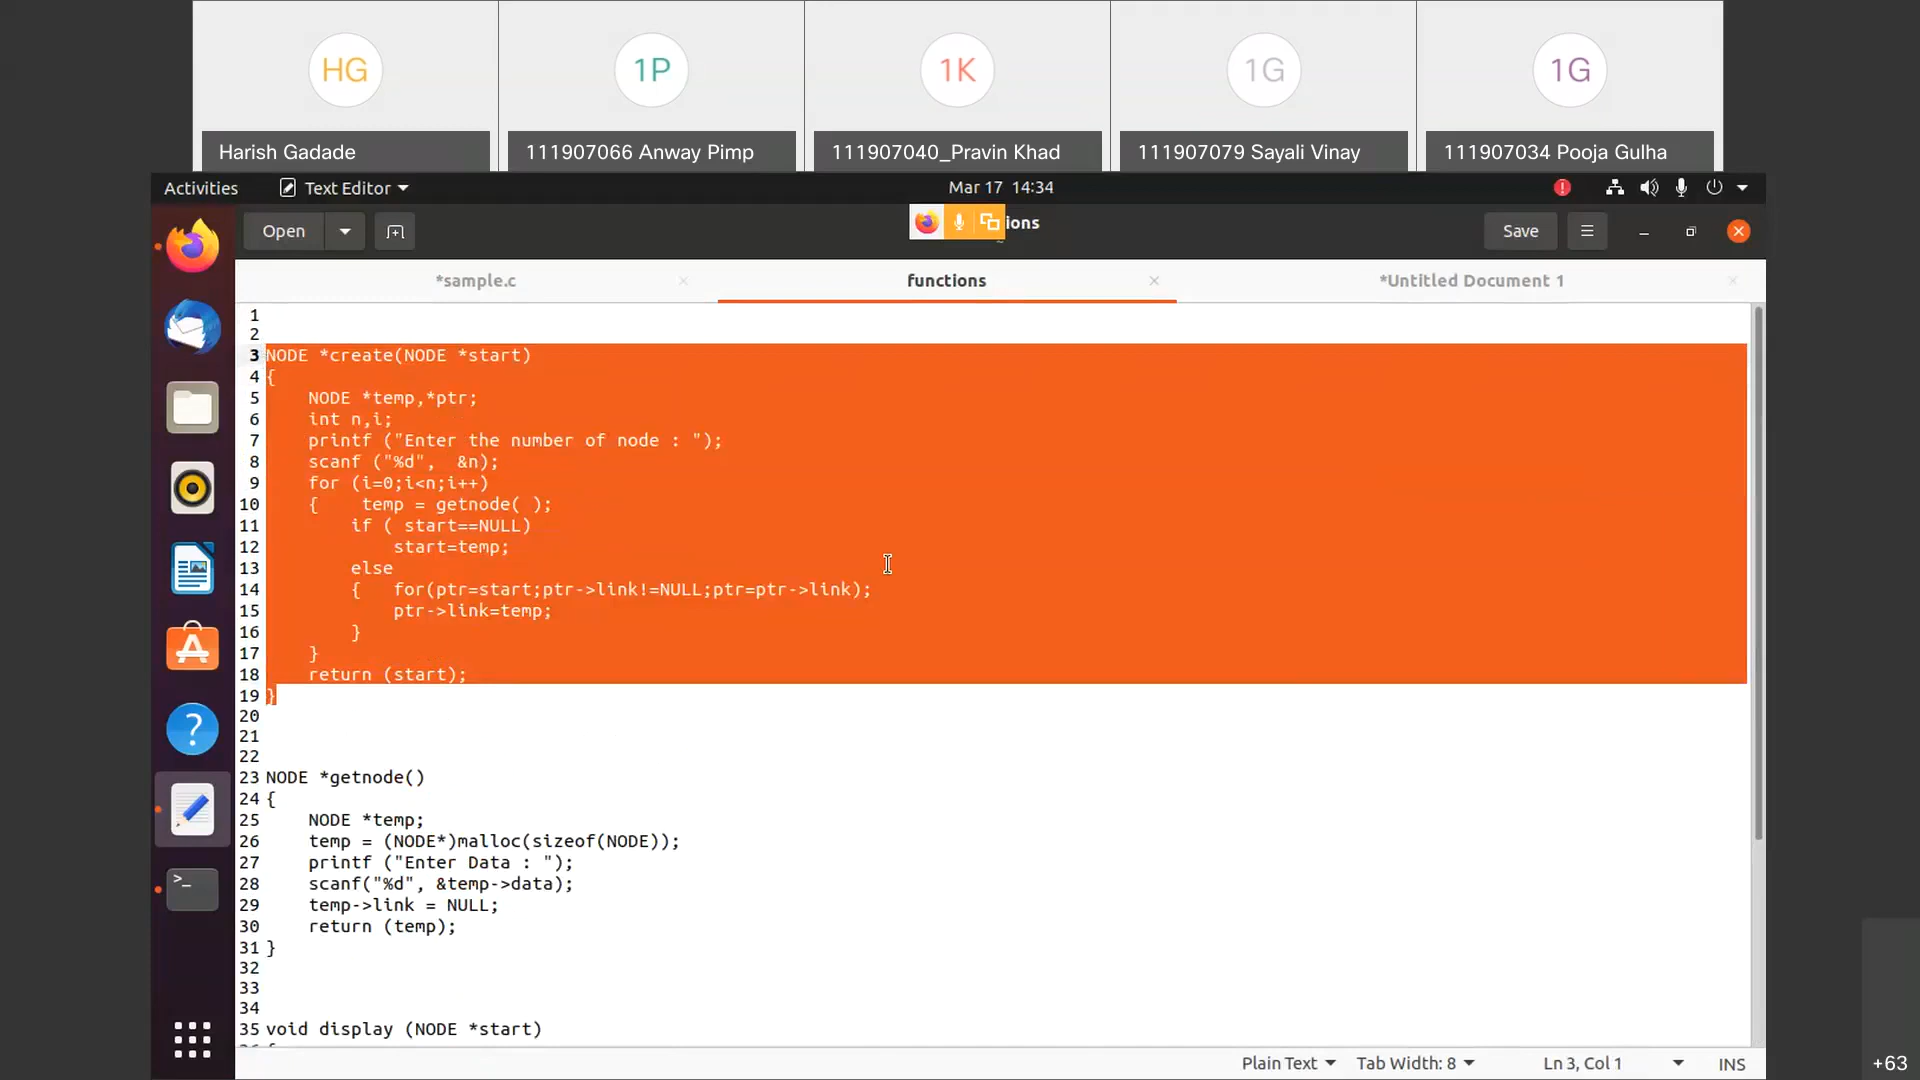 HG 1P 1K 1G 1G
Harish Gadade 111907066 Anway Pimp 111907040_Pravin Khad 111907079 Sayali Vinay 111907034 Pooja Gulha
Activities Text Editor Mar 17 14:34
Open ions Save
*sample.c functions *Untitled Document 1
1
2
3 NODE *create(NODE *start)
4 {
5 NODE *temp,*ptr;
6 int n,i;
7 printf ("Enter the number of node : ");
8 scanf ("%d", &n);
9 for (i=0;i<n;i++)
10 { temp = getnode( );
11 if ( start==NULL)
12 start=temp;
13 else
14 { for(ptr=start;ptr->link!=NULL;ptr=ptr->link);
15 ptr->link=temp;
16 }
17 }
18 return (start);
19 }
20
21
22
23 NODE *getnode()
24 {
25 NODE *temp;
26 temp = (NODE*)malloc(sizeof(NODE));
27 printf ("Enter Data : ");
28 scanf("%d", &temp->data);
29 temp->link = NULL;
30 return (temp);
31 }
32
33
34
35 void display (NODE *start)
Plain Text Tab Width: 8 Ln 3, Col 1 INS
+63